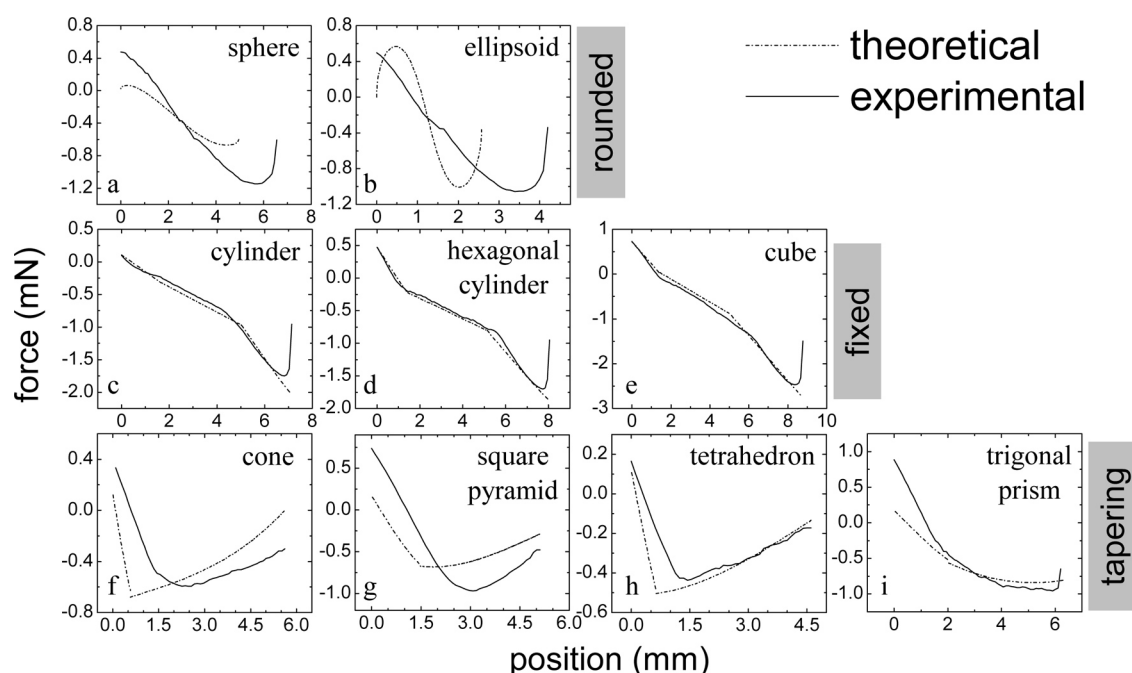 theoretical
experimental
sphere
0.8
0.4
0.0
-0.4
-0.8
-1.2
a
0 2 4 6 8
ellipsoid
0.8
0.4
0.0
-0.4
-0.8
-1.2
b
0 1 2 3 4
rounded
force (mN)
cylinder
0.5
0.0
-0.5
-1.0
-1.5
-2.0
c
0 2 4 6 8
hexagonal
cylinder
1.0
0.5
0.0
-0.5
-1.0
-1.5
-2.0
d
0 2 4 6 8
cube
1
0
-1
-2
-3
e
0 2 4 6 8 10
fixed
cone
0.4
0.0
-0.4
-0.8
f
0.0 1.5 3.0 4.5 6.0
square
pyramid
0.5
0.0
-0.5
-1.0
g
0.0 1.5 3.0 4.5
tetrahedron
0.4
0.2
0.0
-0.2
-0.4
-0.6
h
0.0 1.5 3.0 4.5
trigonal
prism
1.0
0.5
0.0
-0.5
-1.0
i
0 2 4 6
tapering
position (mm)